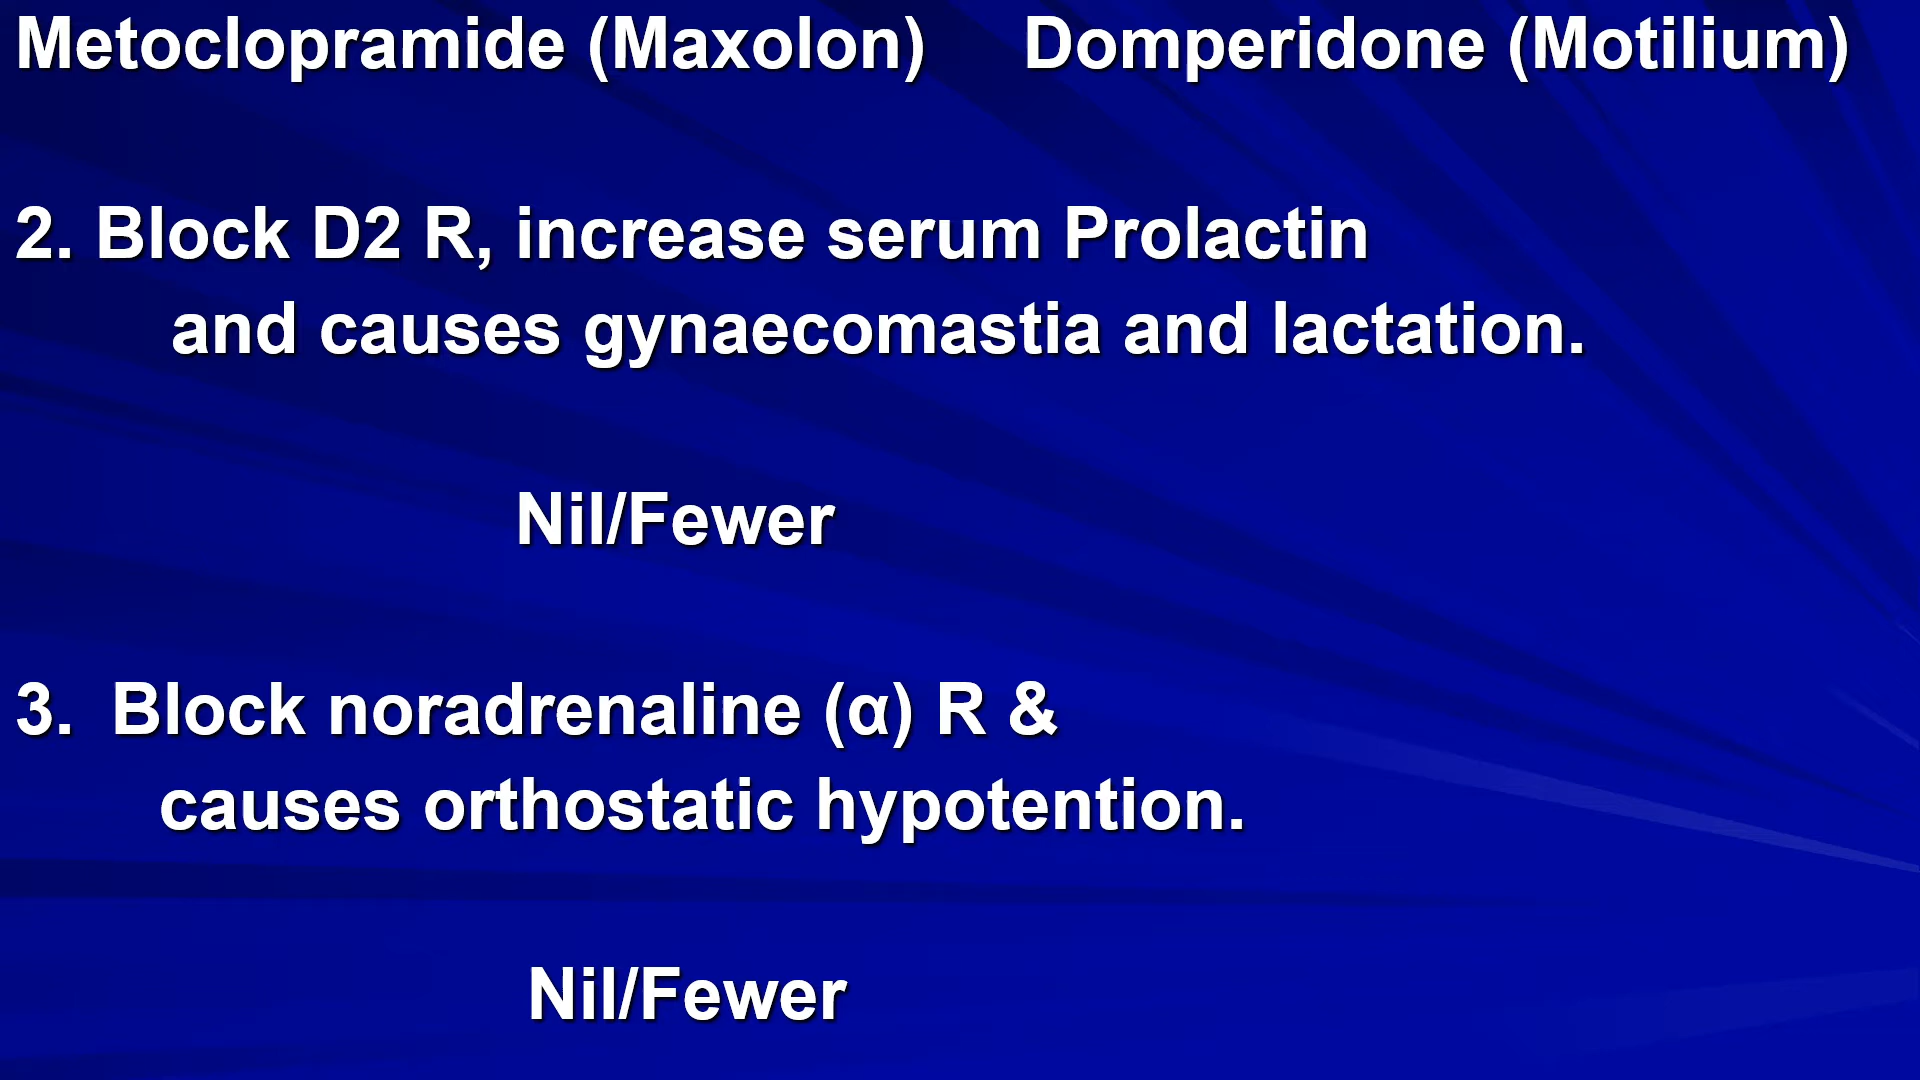 Metoclopramide (Maxolon) Domperidone (Motilium)
2. Block D2 R, increase serum Prolactin
and causes gynaecomastia and lactation.
Nil/Fewer
3. Block noradrenaline (α) R &
causes orthostatic hypotention.
Nil/Fewer